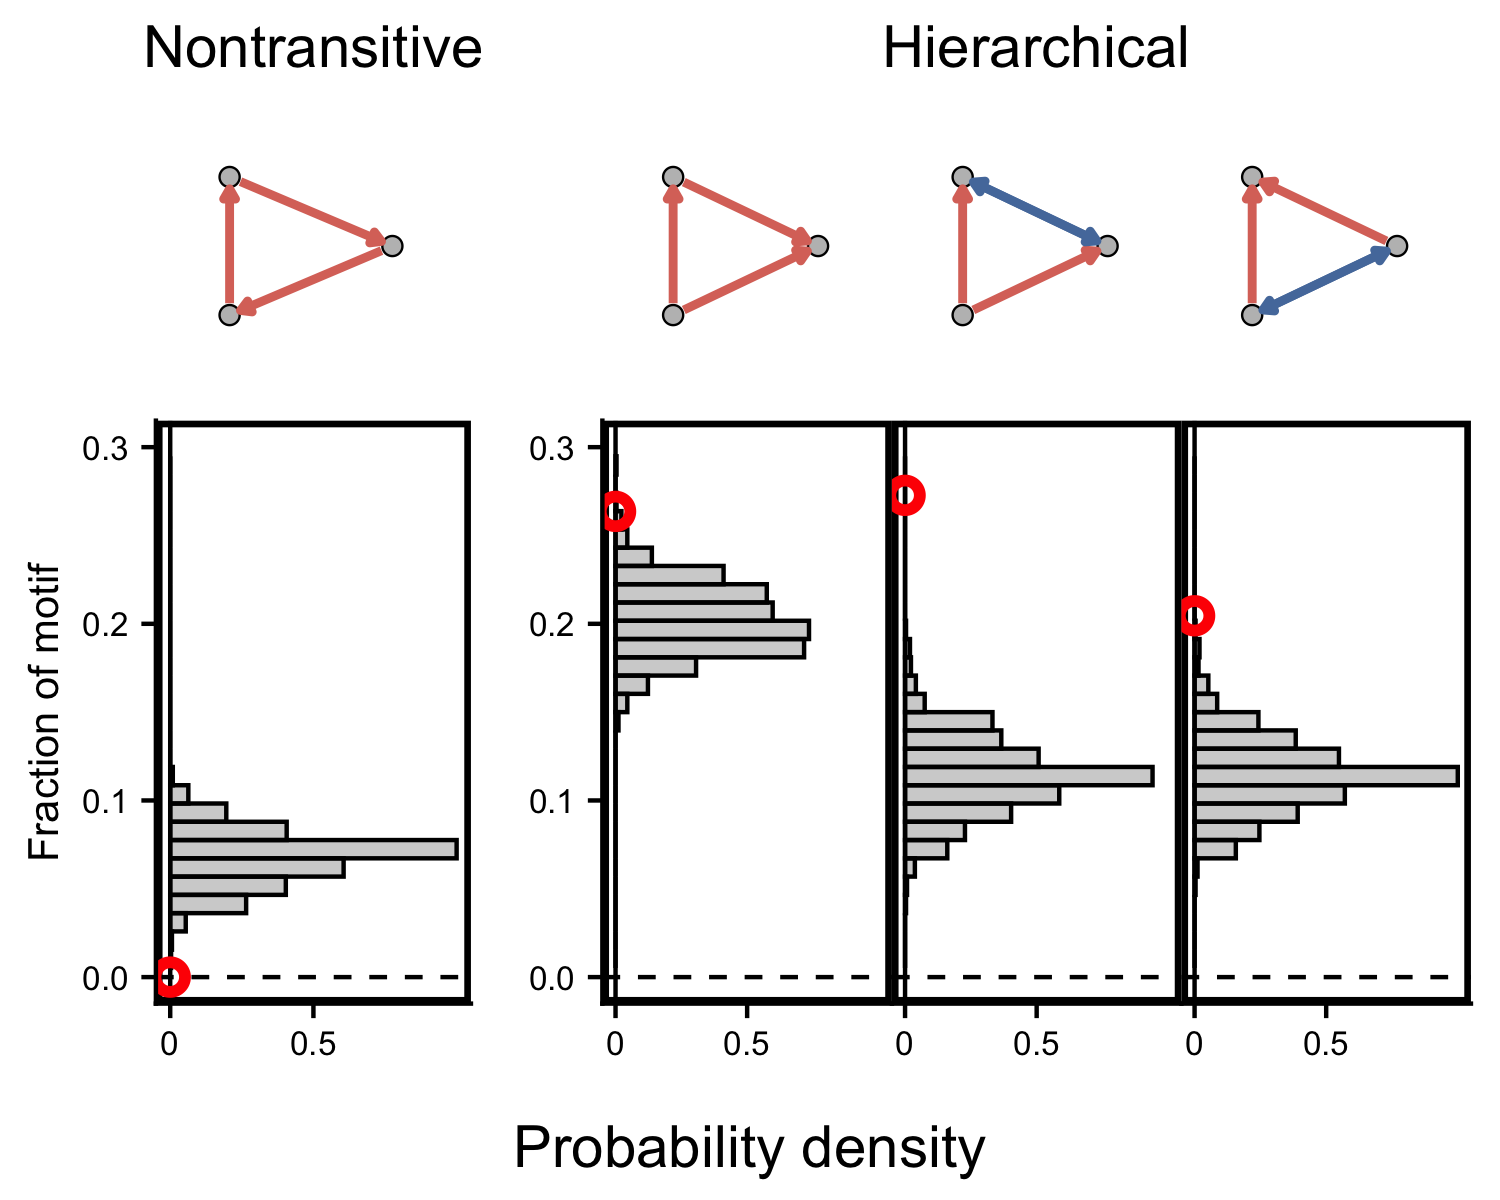 Nontransitive Hierarchical
Fraction of motif
0.3 0.3
0.2 0.2
0.1 0.1
0.0 0.0
0 0.5 0 0.5 0 0.5 0 0.5
Probability density